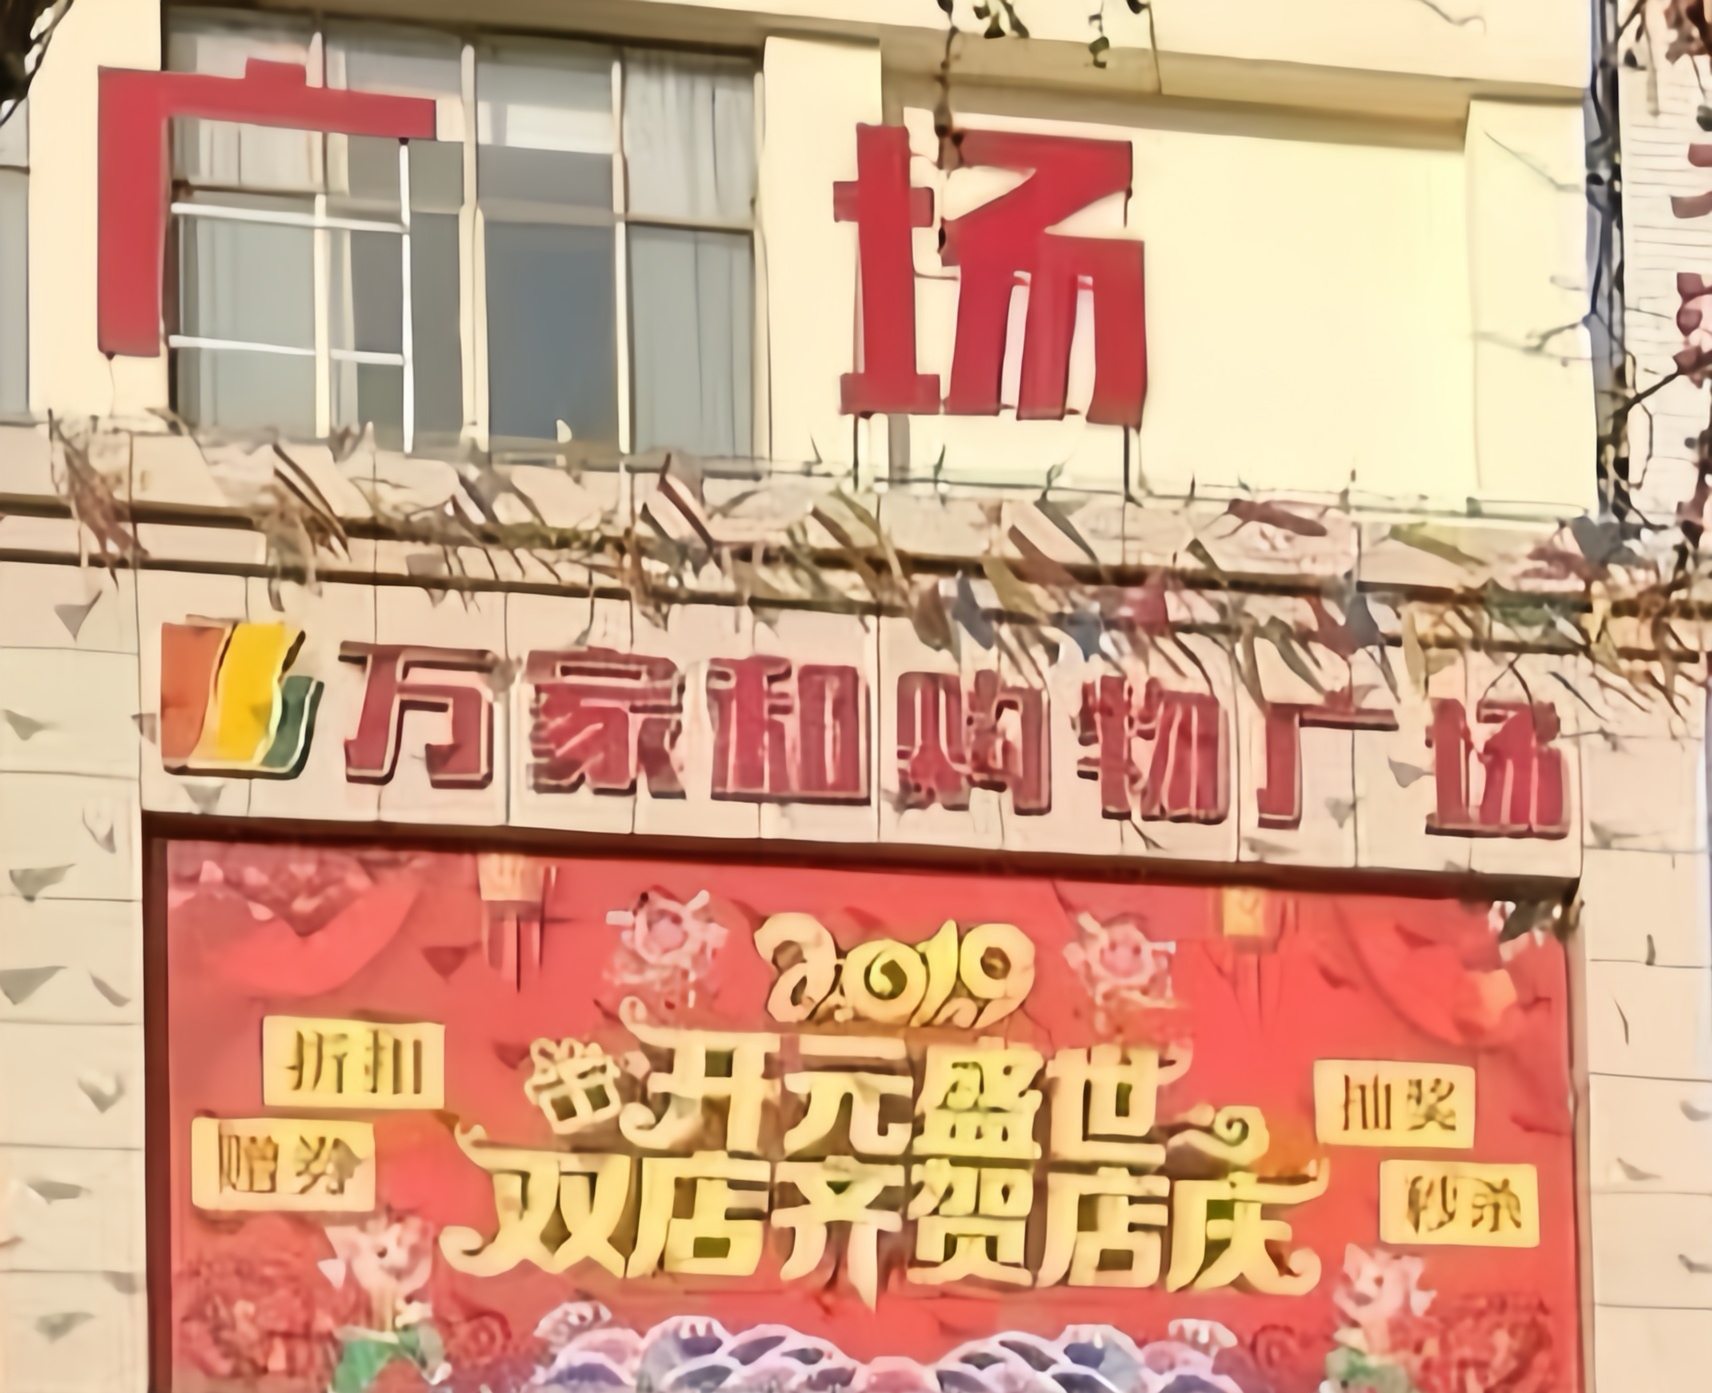 广场
万家和购物广场
2019
开元盛世
双店齐贺店庆
折扣
赠券
抽奖
秒杀